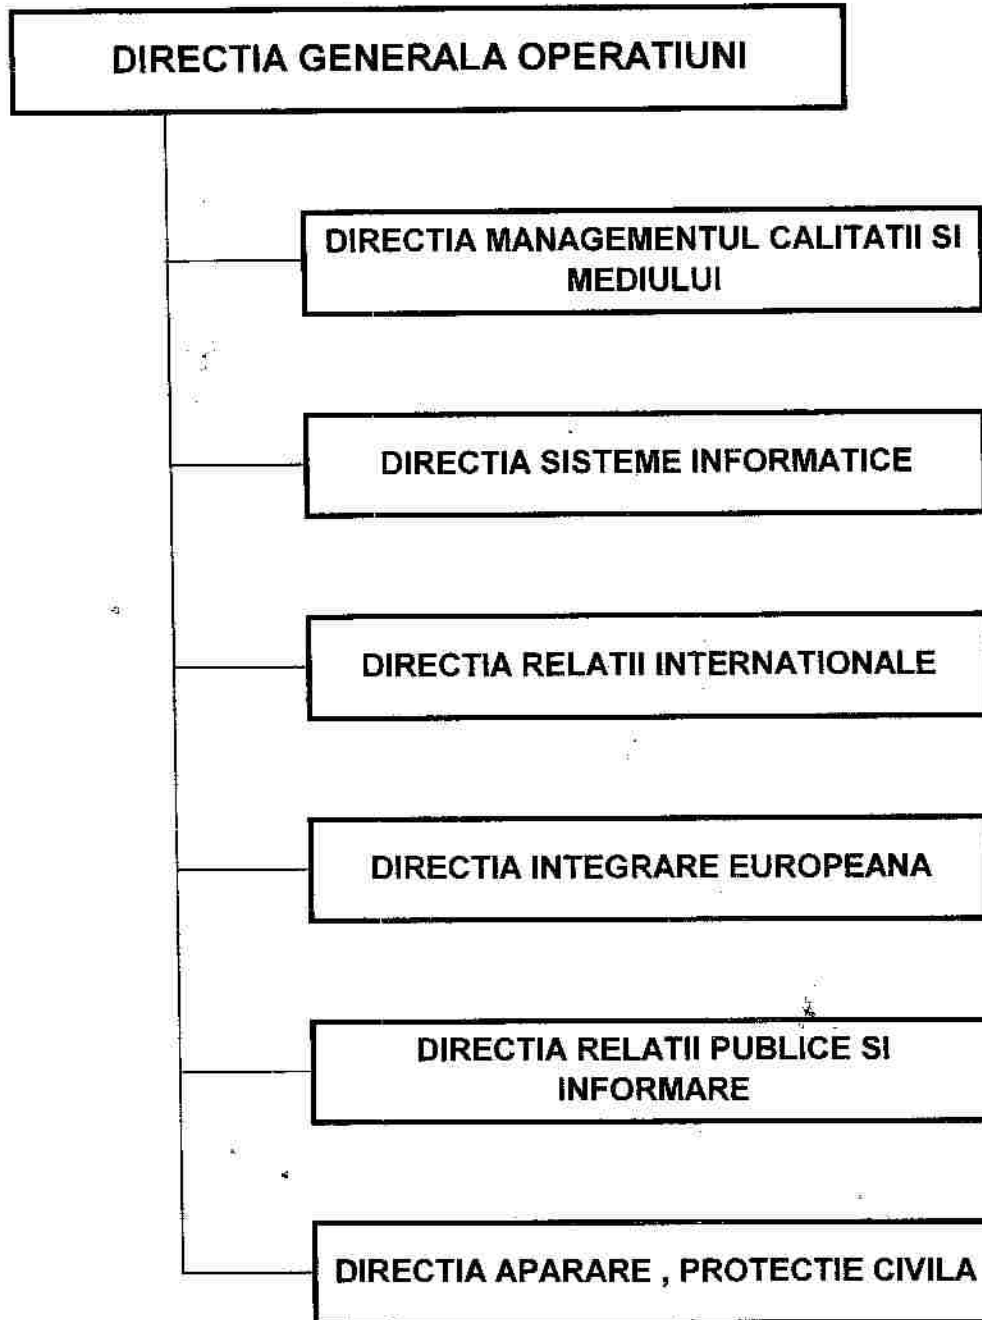 DIRECTIA GENERALA OPERATIUNI
DIRECTIA MANAGEMENTUL CALITATII SI
MEDIULUI
DIRECTIA SISTEME INFORMATICE
DIRECTIA RELATII INTERNATIONALE
DIRECTIA INTEGRARE EUROPEANA
DIRECTIA RELATII PUBLICE SI
INFORMARE
DIRECTIA APARARE , PROTECTIE CIVILA